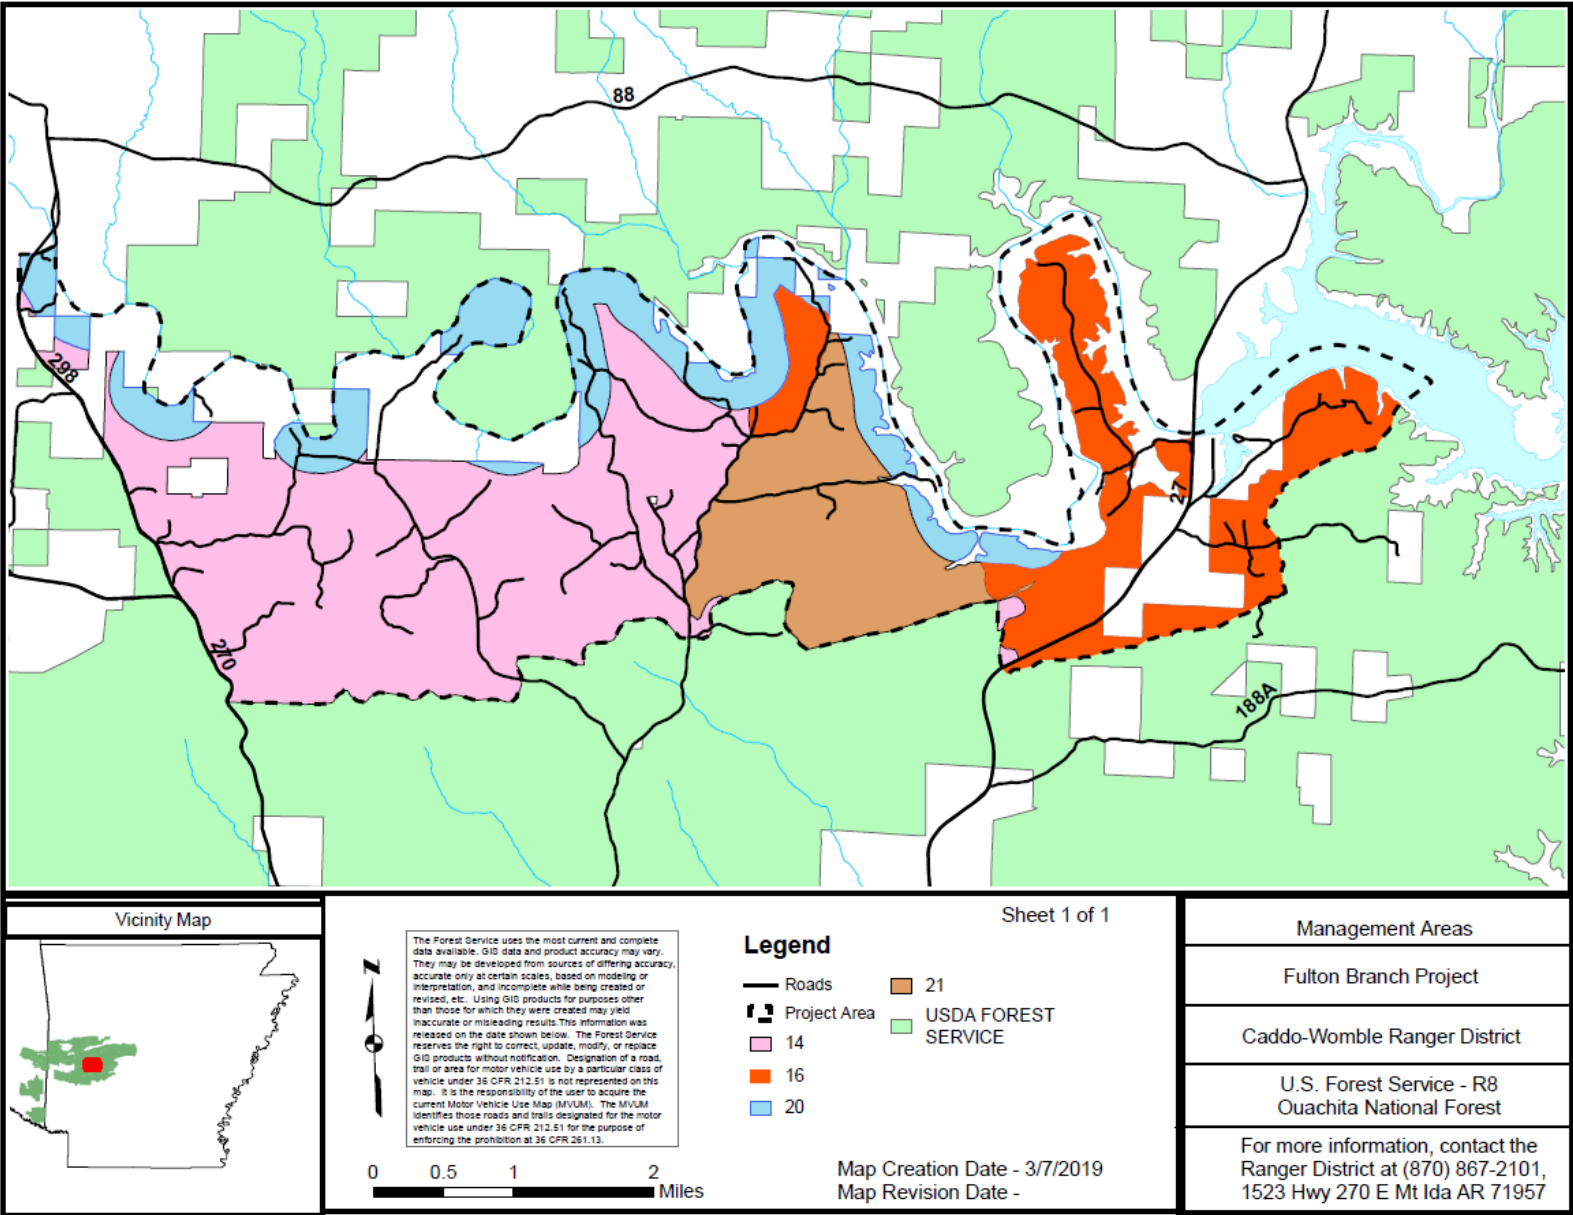 88
298
27
270
188A
Vicinity Map
The Forest Service uses the most current and complete
data available. GIS data and product accuracy may vary.
They may be developed from sources of differing accuracy,
accurate only at certain scales, based on modeling or
interpretation, and incomplete while being created or
revised, etc. Using GIS products for purposes other
than those for which they were created may yield
inaccurate or misleading results.This information was
released on the date shown below. The Forest Service
reserves the right to correct, update, modify, or replace
GIS products without notification. Designation of a road,
trail or area for motor vehicle use by a particular class of
vehicle under 36 CFR 212.51 is not represented on this
map. It is the responsibility of the user to acquire the
current Motor Vehicle Use Map (MVUM). The MVUM
identifies those roads and trails designated for the motor
vehicle use under 36 CFR 212.51 for the purpose of
enforcing the prohibition at 36 CFR 261.13.
Z
0 0.5 1 2
Miles
Sheet 1 of 1
Legend
Roads
Project Area
14
16
20
21
USDA FOREST
SERVICE
Map Creation Date - 3/7/2019
Map Revision Date -
Management Areas
Fulton Branch Project
Caddo-Womble Ranger District
U.S. Forest Service - R8
Ouachita National Forest
For more information, contact the
Ranger District at (870) 867-2101,
1523 Hwy 270 E Mt Ida AR 71957